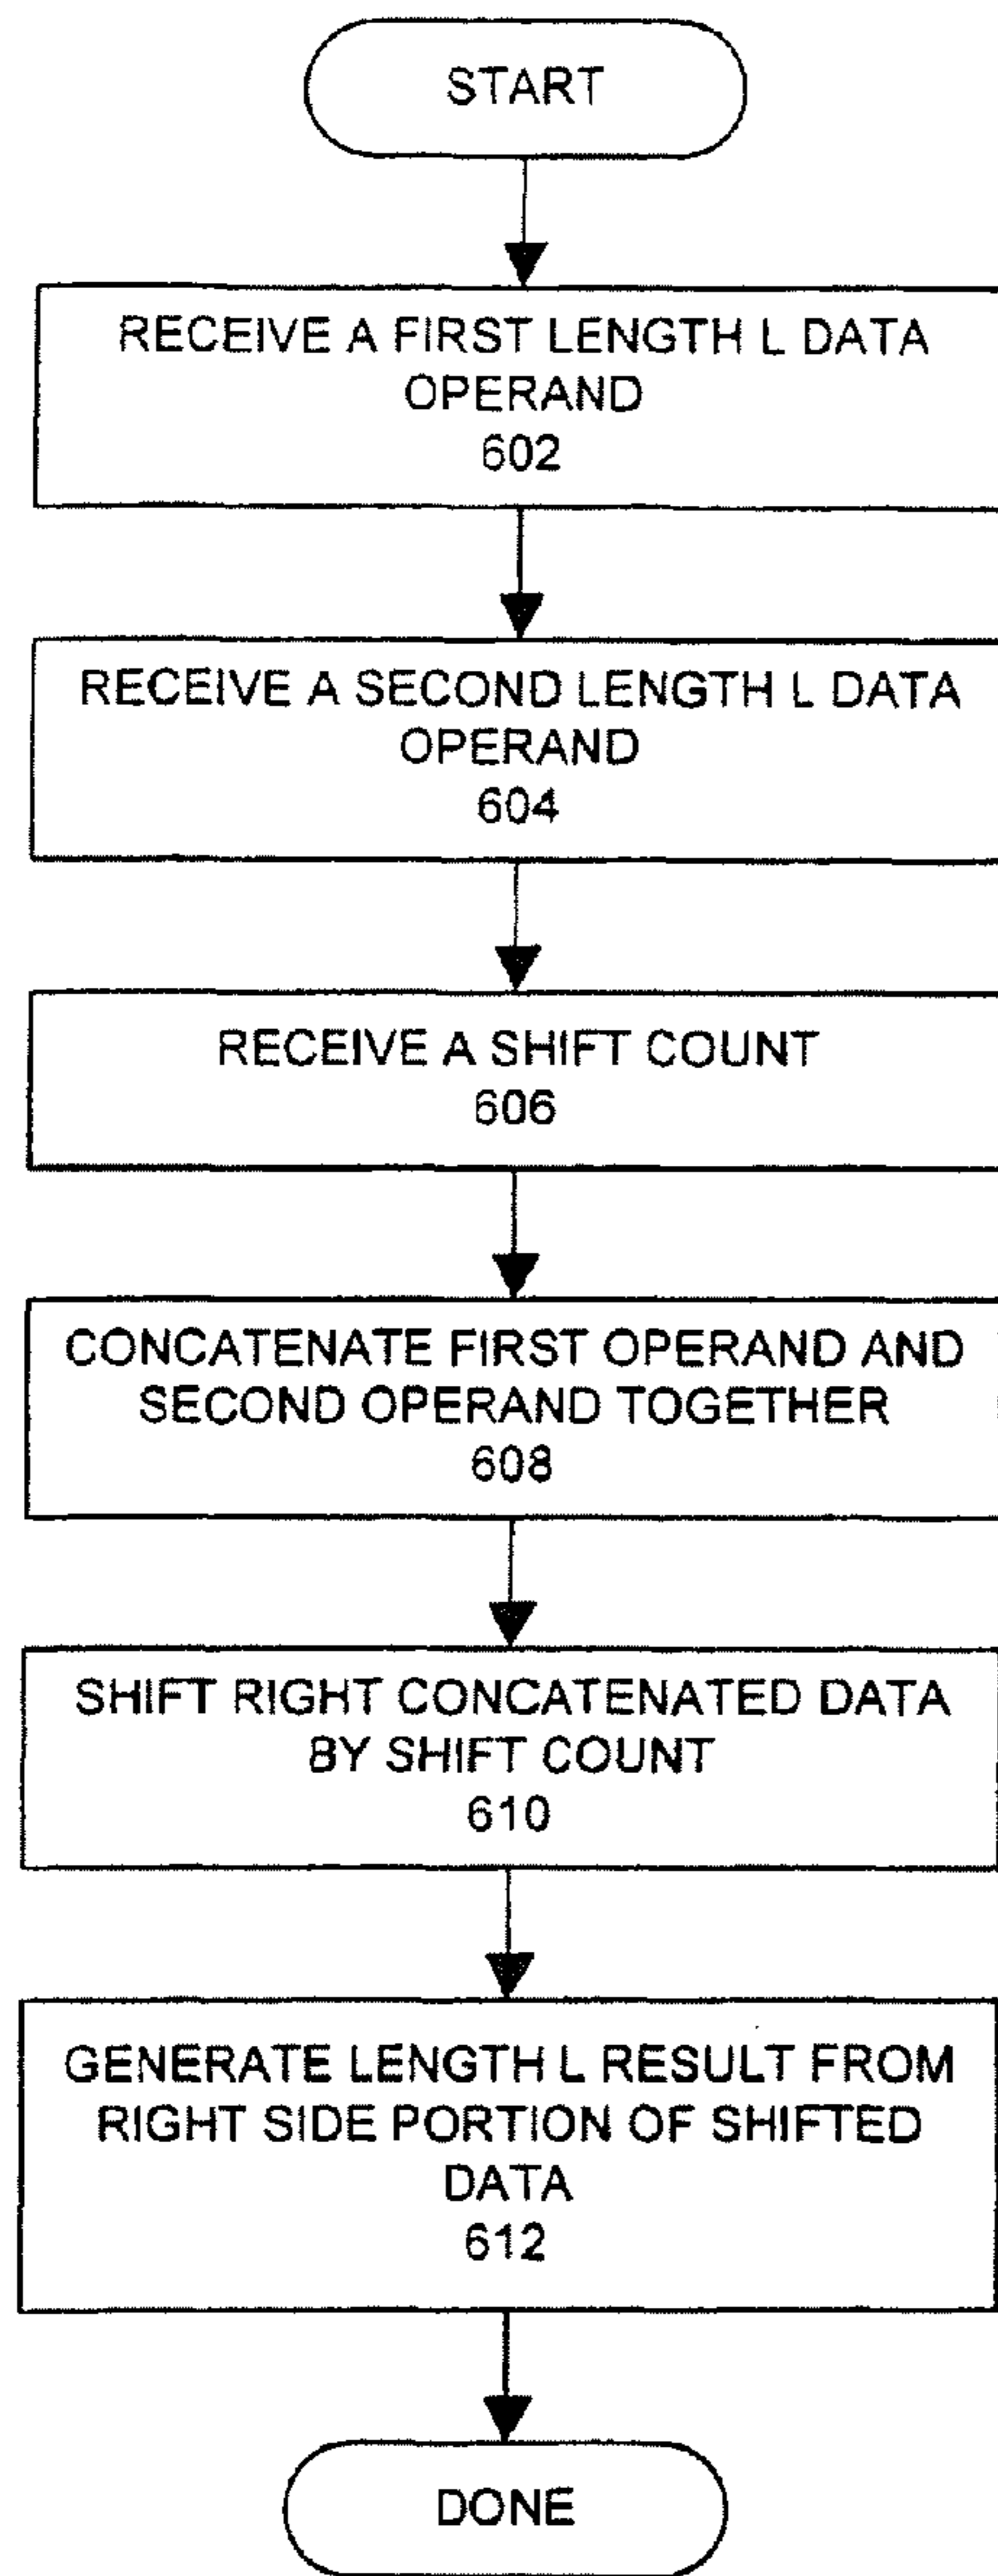 START
RECEIVE A FIRST LENGTH L DATA
OPERAND
602
RECEIVE A SECOND LENGTH L DATA
OPERAND
604
RECEIVE A SHIFT COUNT
606
CONCATENATE FIRST OPERAND AND
SECOND OPERAND TOGETHER
608
SHIFT RIGHT CONCATENATED DATA
BY SHIFT COUNT
610
GENERATE LENGTH L RESULT FROM
RIGHT SIDE PORTION OF SHIFTED
DATA
612
DONE